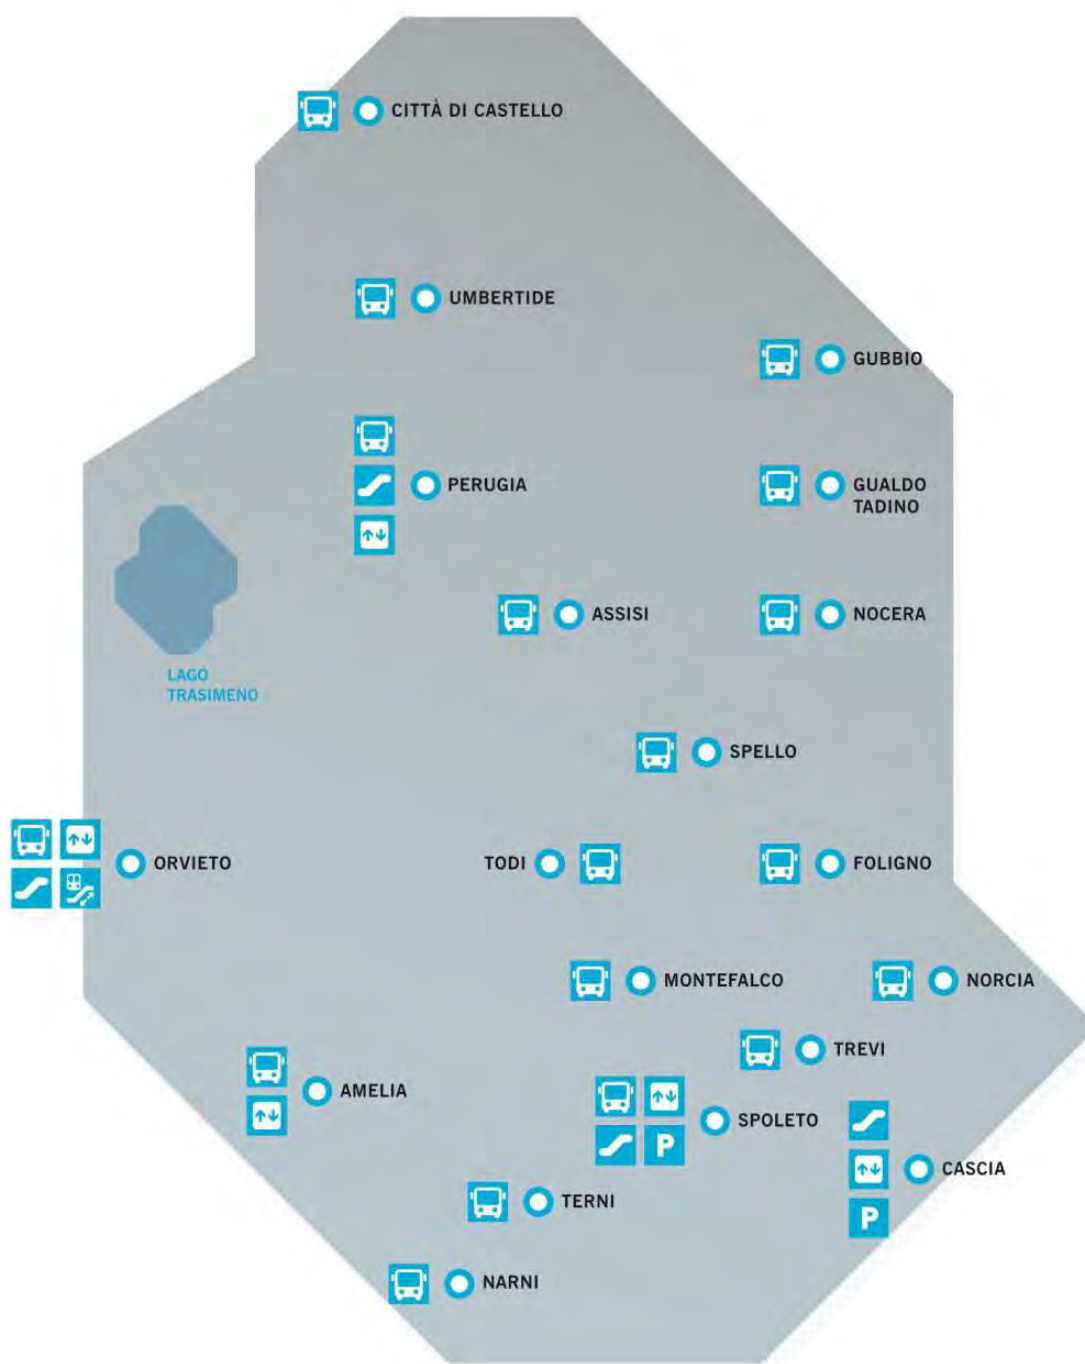 CITTÀ DI CASTELLO
UMBERTIDE
GUBBIO
PERUGIA
GUALDO
TADINO
ASSISI
NOCERA
LAGO
TRASIMENO
SPELLO
ORVIETO
TODI
FOLIGNO
MONTEFALCO
NORCIA
TREVI
AMELIA
SPOLETO
P
CASCIA
P
TERNI
NARNI